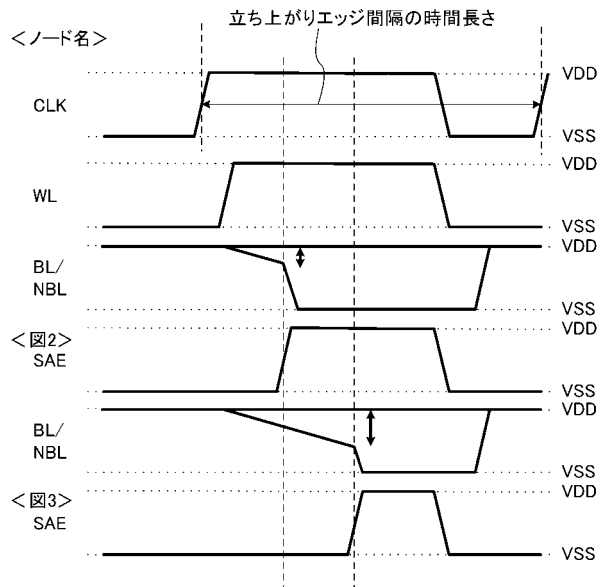 立ち上がりエッジ間隔の時間長さ
＜ノード名＞
VDD
CLK
VSS
VDD
WL
VSS
VDD
BL/
NBL
VSS
VDD
＜図2＞
SAE
VSS
VDD
BL/
NBL
VSS
VDD
＜図3＞
SAE
VSS